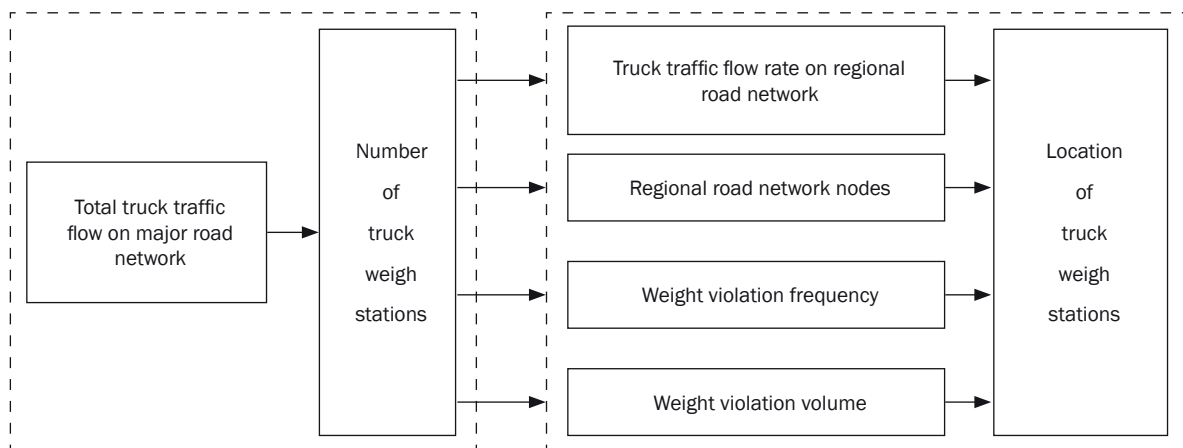 Total truck traffic
flow on major road
network
Number
of
truck
weigh
stations
Truck traffic flow rate on regional
road network
Regional road network nodes
Weight violation frequency
Weight violation volume
Location
of
truck
weigh
stations